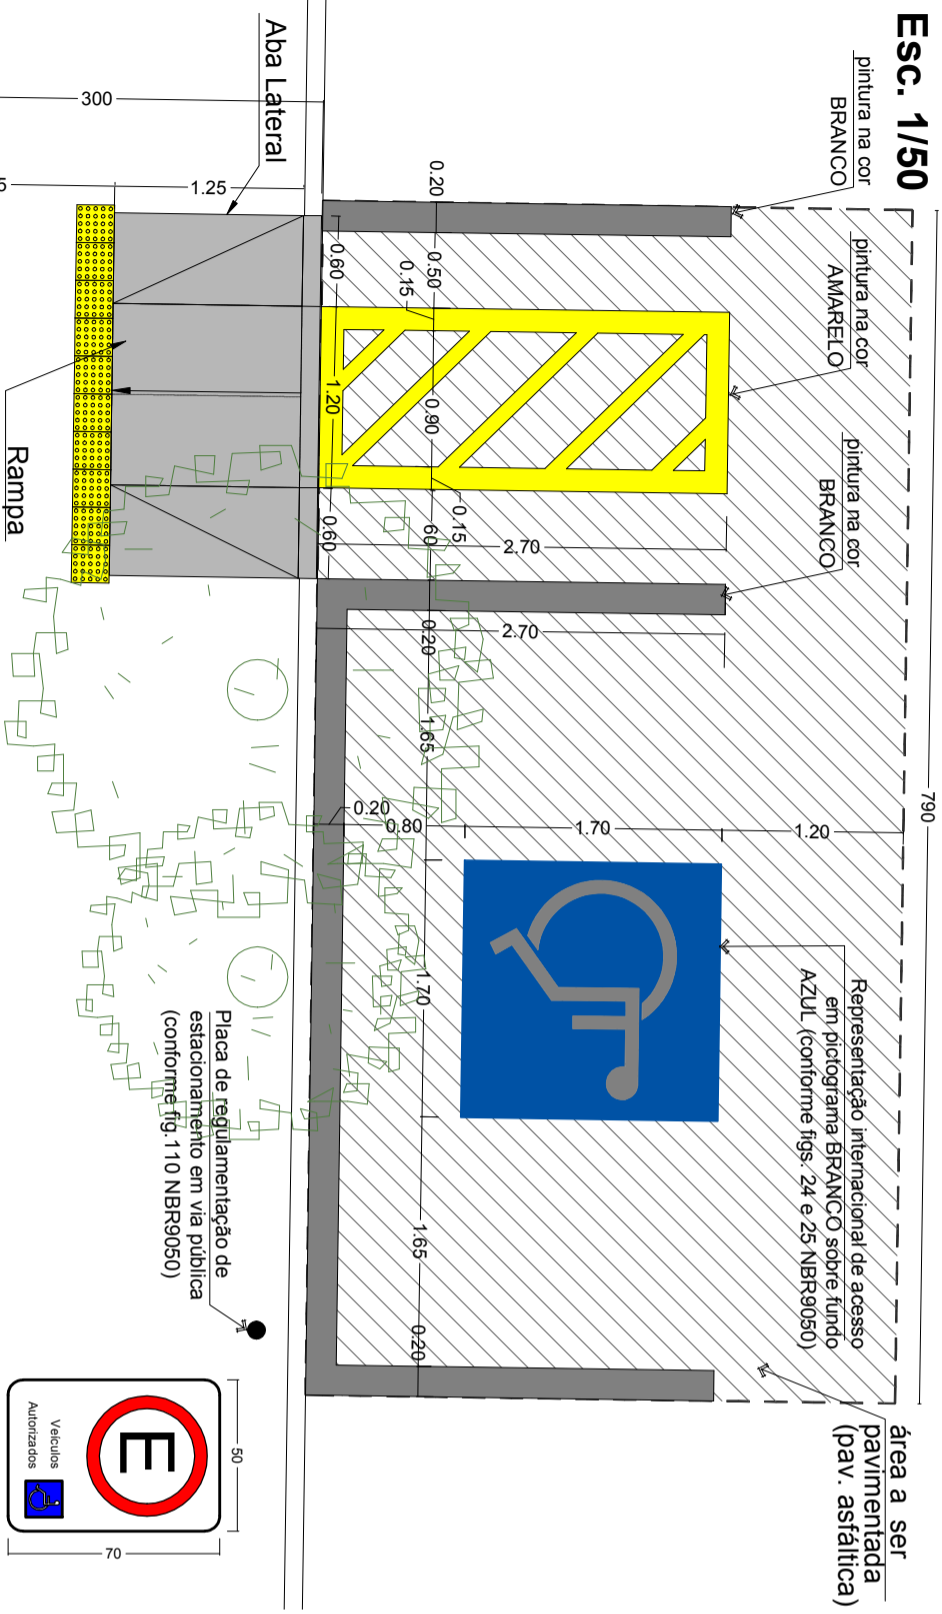 Esc. 1/50
pintura na cor
BRANCO
pintura na cor
AMARELO
pintura na cor
BRANCO
790
Representação internacional de acesso
em pictograma BRANCO sobre fundo
AZUL (conforme figs. 24 e 25 NBR9050)
área a ser
pavimentada
(pav. asfáltica)
Aba Lateral
300
1.25
5
Rampa
0.20
0.50
0.15
0.90
0.15
60
0.20
1.65
1.70
1.65
0.20
0.60
1.20
0.60
2.70
2.70
0.20
0.80
1.70
1.20
Placa de regulamentação de
estacionamento em via pública
(conforme fig.110 NBR9050)
E
Veículos
Autorizados
50
70